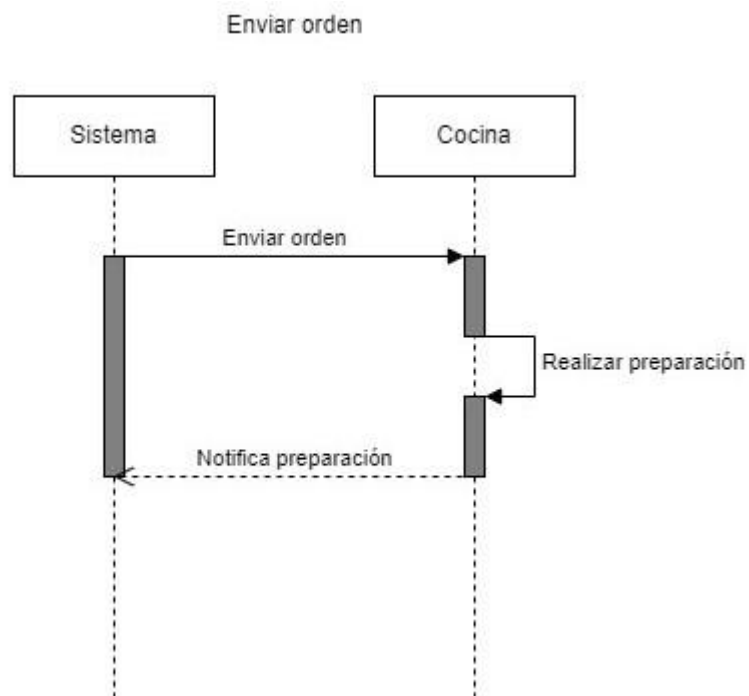 Enviar orden
Sistema
Cocina
Enviar orden
Realizar preparación
Notifica preparación